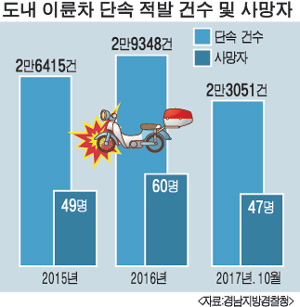 도내 이륜차 단속 적발 건수 및 사망자
단속 건수
사망자
2만6415건
2만9348건
2만3051건
49명
60명
47명
2015년
2016년
2017년. 10월
<자료:경남지방경찰청>